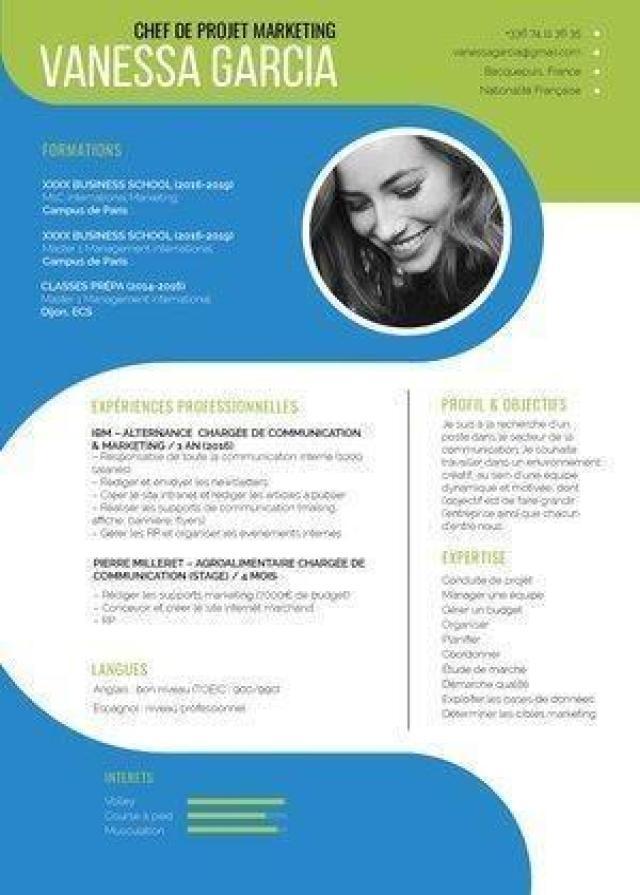 CHEF DE PROJET MARKETING
VANESSA GARCIA
+336 74 11 36 35
vanessagarcia@gmail.com
Becquepuis, France
Nationalité Française
FORMATIONS
XXXX BUSINESS SCHOOL (2016-2019)
MsC International Marketing
Campus de Paris
XXXX BUSINESS SCHOOL (2016-2019)
Master 1 Management international
Campus de Paris
CLASSES PRÉPA (2014-2016)
Master 1 Management international
Dijon, ECS
EXPÉRIENCES PROFESSIONNELLES
IBM – ALTERNANCE CHARGÉE DE COMMUNICATION
& MARKETING / 1 AN (2016)
– Responsable de toute la communication interne (1000
salariés)
– Rédiger et envoyer les newsletters
– Créer le site intranet et rédiger les articles à publier
– Réaliser les supports de communication (mailing,
affiche, bannière, flyers)
– Gérer les RP et organiser les évènements internes
PIERRE MILLERET – AGROALIMENTAIRE CHARGÉE DE
COMMUNICATION (STAGE) / 4 MOIS
– Rédiger les supports marketing (7000€ de budget)
– Concevoir et créer le site internet marchand
– RP
LANGUES
Anglais : bon niveau (TOEIC : 900/990)
Espagnol : niveau professionnel
PROFIL & OBJECTIFS
Je suis à la recherche d'un
poste dans le secteur de la
communication. Je souhaite
travailler dans un environnement
créatif, au sein d'une équipe
dynamique et motivée, dont
l'objectif est de faire grandir
l'entreprise ainsi que chacun
d'entre nous.
EXPERTISE
Conduite de projet
Manager une équipe
Gérer un budget
Organiser
Planifier
Coordonner
Étude de marché
Démarche qualité
Exploiter les bases de données
Déterminer les cibles marketing
INTERETS
Volley
Course à pied
Musculation